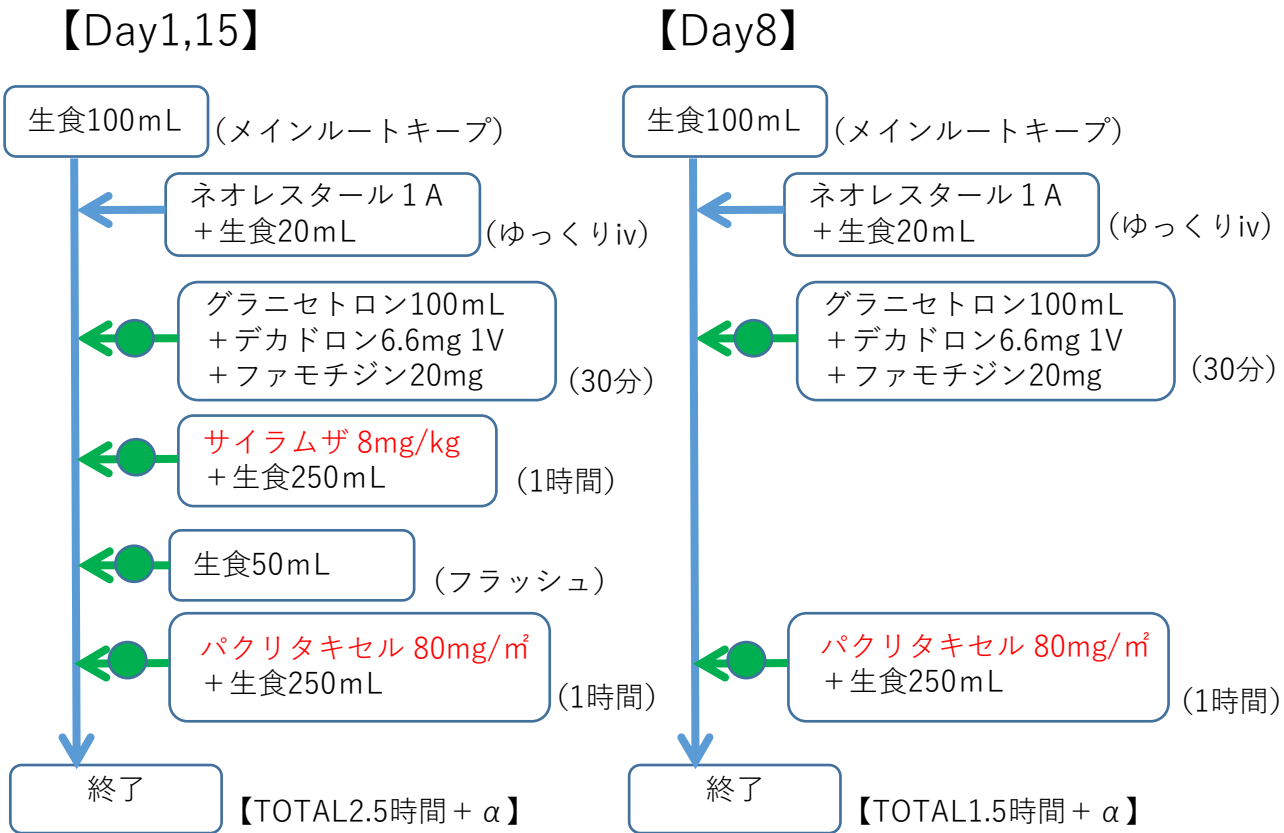 【Day1,15】
生食100mL
(メインルートキープ)
ネオレスタール１A
＋生食20mL
(ゆっくりiv)
グラニセトロン100mL
＋デカドロン6.6mg 1V
＋ファモチジン20mg
(30分)
サイラムザ 8mg/kg
＋生食250mL
(1時間)
生食50mL
(フラッシュ)
パクリタキセル 80mg/㎡
＋生食250mL
(1時間)
終了
【TOTAL2.5時間＋α】
【Day8】
生食100mL
(メインルートキープ)
ネオレスタール１A
＋生食20mL
(ゆっくりiv)
グラニセトロン100mL
＋デカドロン6.6mg 1V
＋ファモチジン20mg
(30分)
パクリタキセル 80mg/㎡
＋生食250mL
(1時間)
終了
【TOTAL1.5時間＋α】